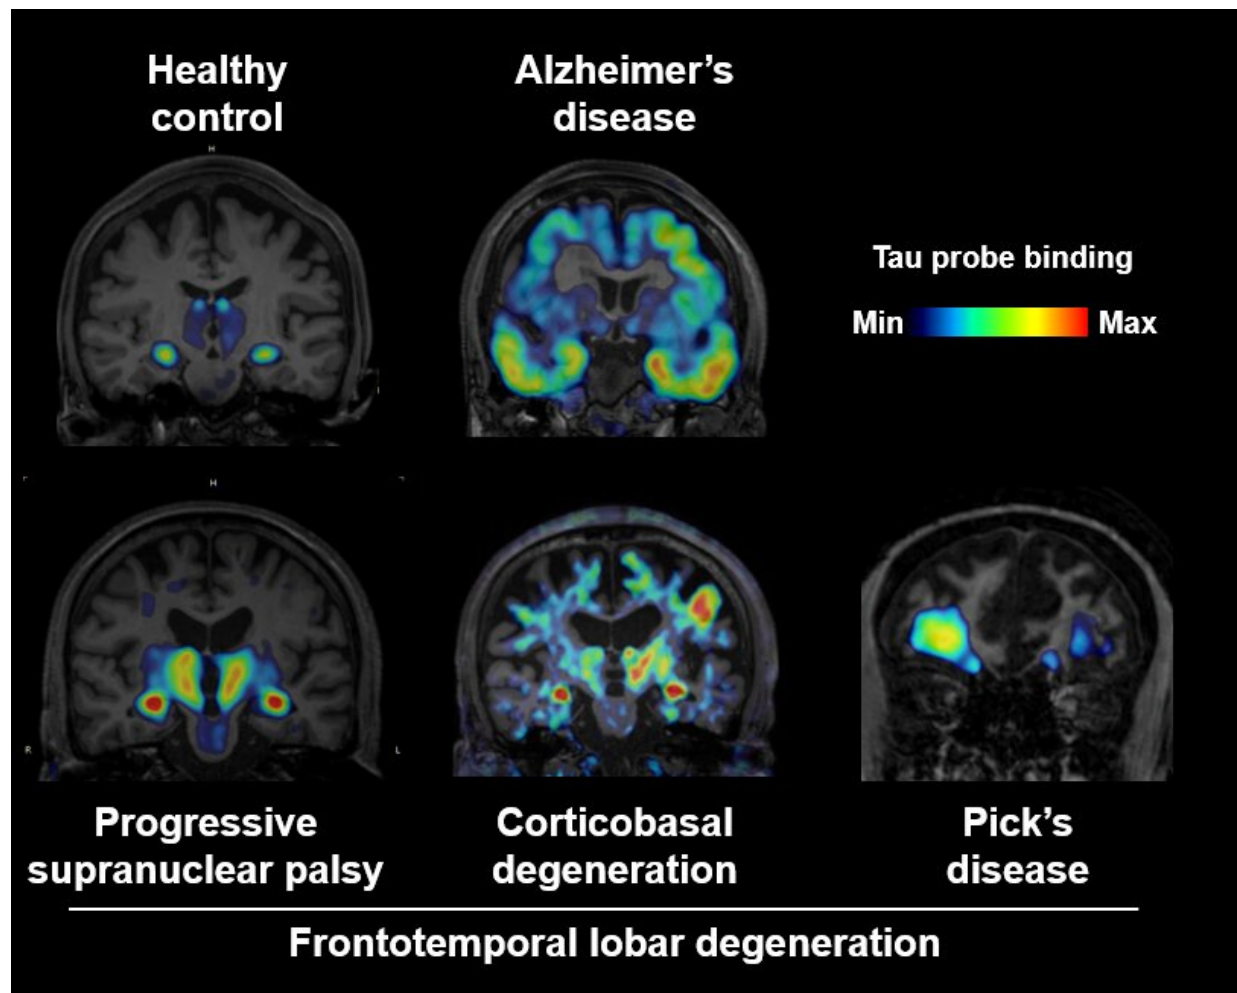 Healthy
control
Alzheimer's
disease
H
Tau probe binding
Min
Max
H
R
L
Progressive
supranuclear palsy
Corticobasal
degeneration
Pick's
disease
Frontotemporal lobar degeneration